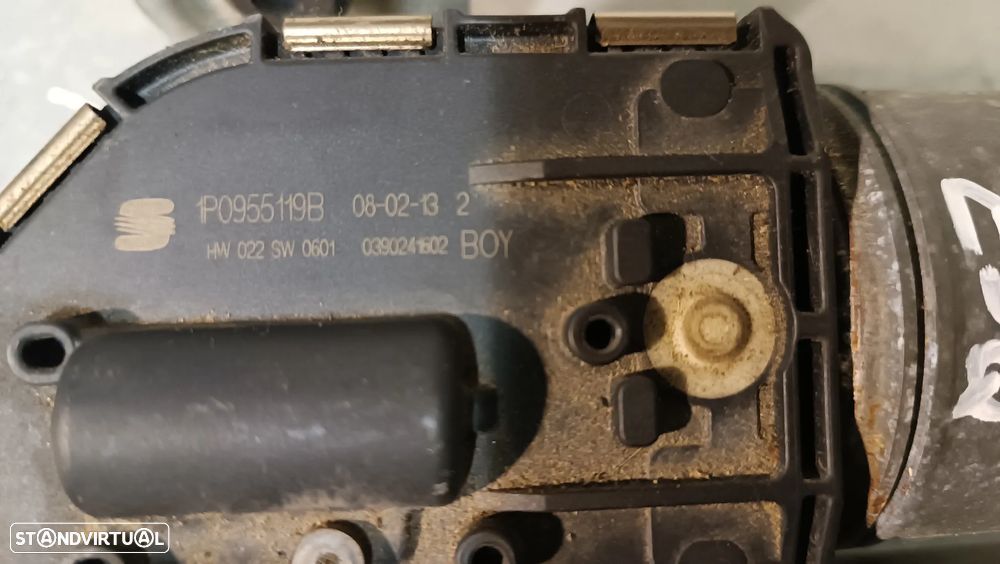 1P0955119B 08-02-13 2
HW 022 SW 0601 0390241602 BOY
STANDVIRTUAL